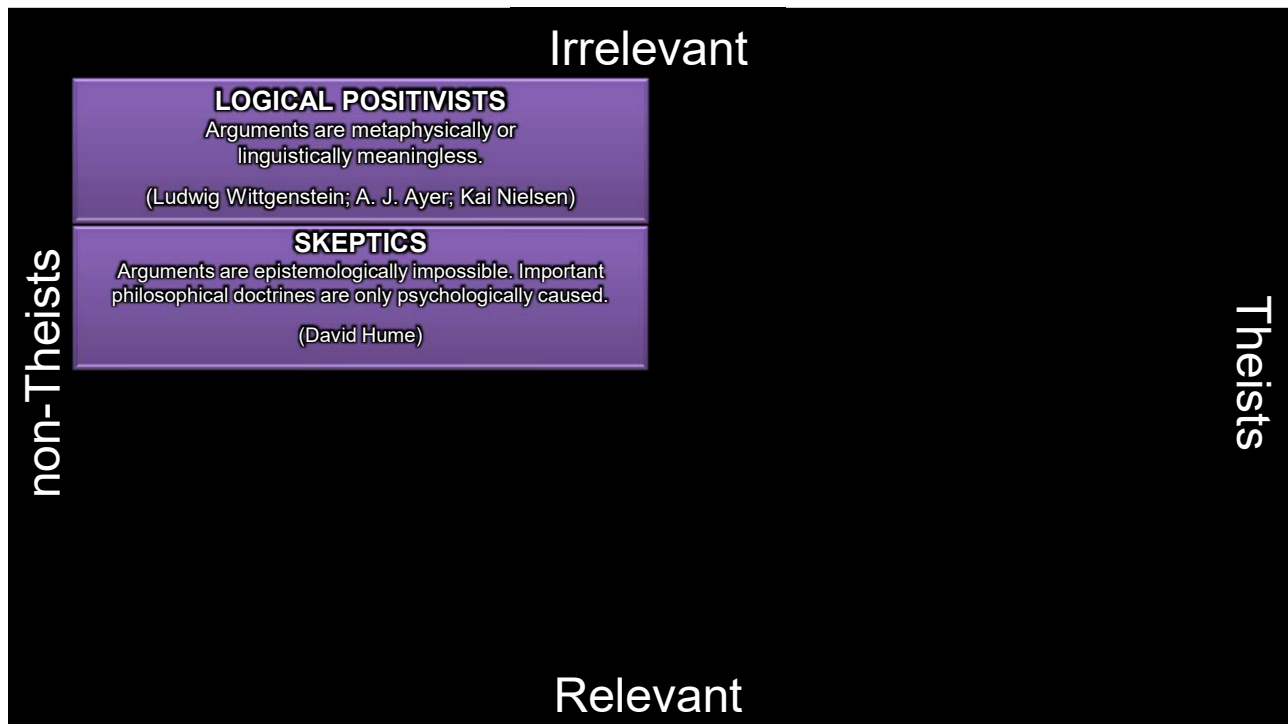 Irrelevant
LOGICAL POSITIVISTS
Arguments are metaphysically or
linguistically meaningless.
(Ludwig Wittgenstein; A. J. Ayer; Kai Nielsen)
SKEPTICS
Arguments are epistemologically impossible. Important
philosophical doctrines are only psychologically caused.
(David Hume)
non-Theists
Theists
Relevant